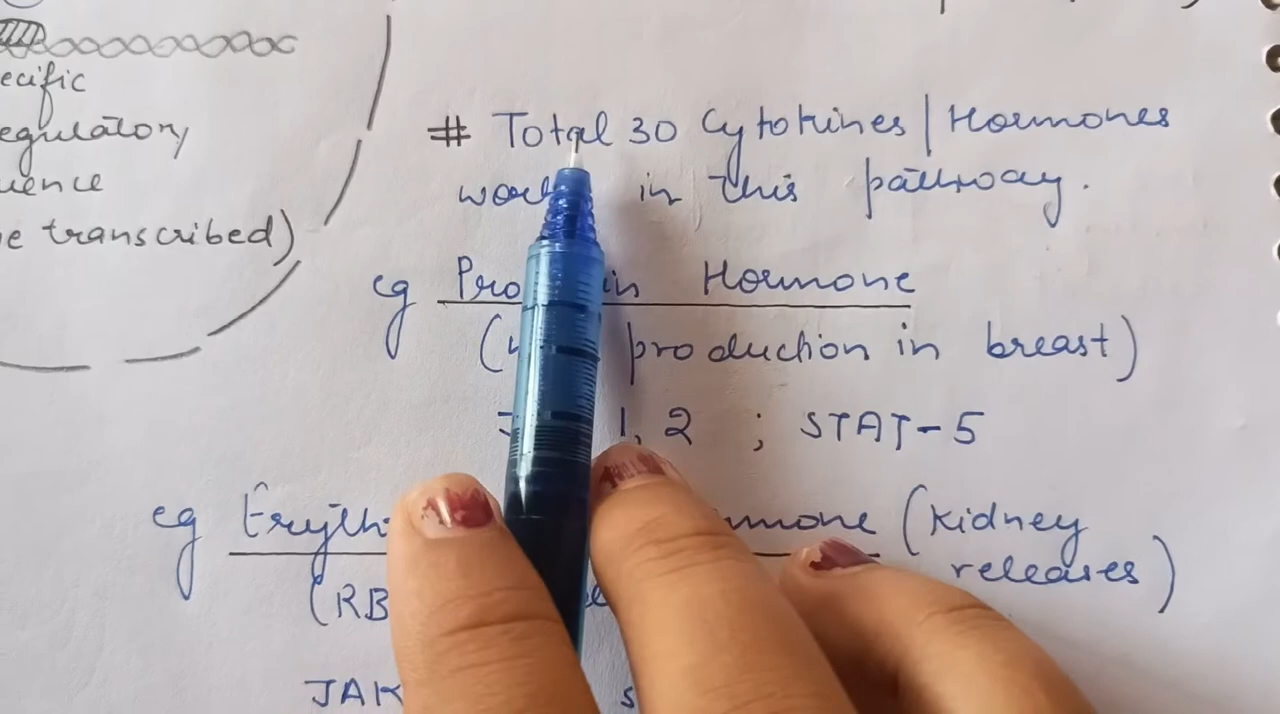 ecific
egulatory
uence
e transcribed)
# Total 30 Cytokines | Hormones
in this pathway.
eg Hormone
production in breast)
1, 2 ; STAT-5
eg (Kidney
releases)
(RB
JAK